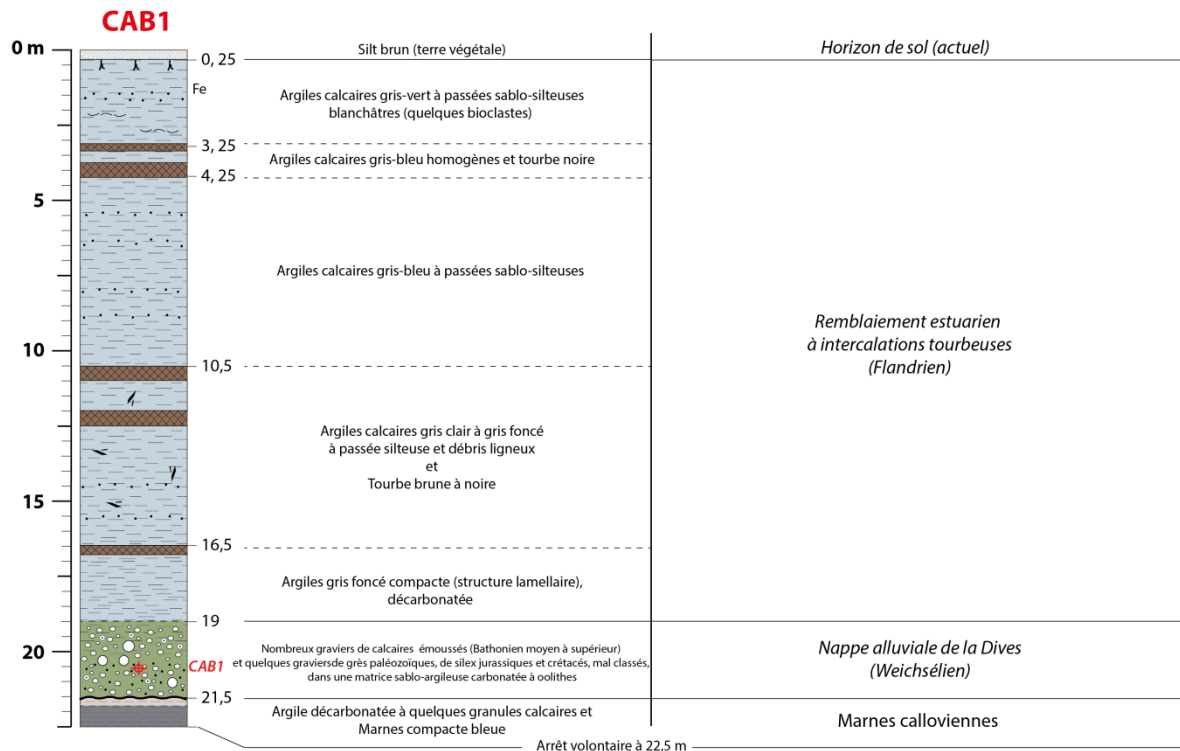 CAB1
0 m
Silt brun (terre végétale)
Horizon de sol (actuel)
0, 25
Fe
Argiles calcaires gris-vert à passées sablo-silteuses
blanchâtres (quelques bioclastes)
3, 25
Argiles calcaires gris-bleu homogènes et tourbe noire
4, 25
5
Argiles calcaires gris-bleu à passées sablo-silteuses
Remblaiement estuarien
à intercalations tourbeuses
(Flandrien)
10
10,5
Argiles calcaires gris clair à gris foncé
à passée silteuse et débris ligneux
et
Tourbe brune à noire
15
16,5
Argiles gris foncé compacte (structure lamellaire),
décarbonatée
19
20
CAB1
Nombreux graviers de calcaires émoussés (Bathonien moyen à supérieur)
et quelques graviersde grès paléozoïques, de silex jurassiques et crétacés, mal classés,
dans une matrice sablo-argileuse carbonatée à oolithes
Nappe alluviale de la Dives
(Weichsélien)
21,5
Argile décarbonatée à quelques granules calcaires et
Marnes compacte bleue
Marnes calloviennes
Arrêt volontaire à 22.5 m